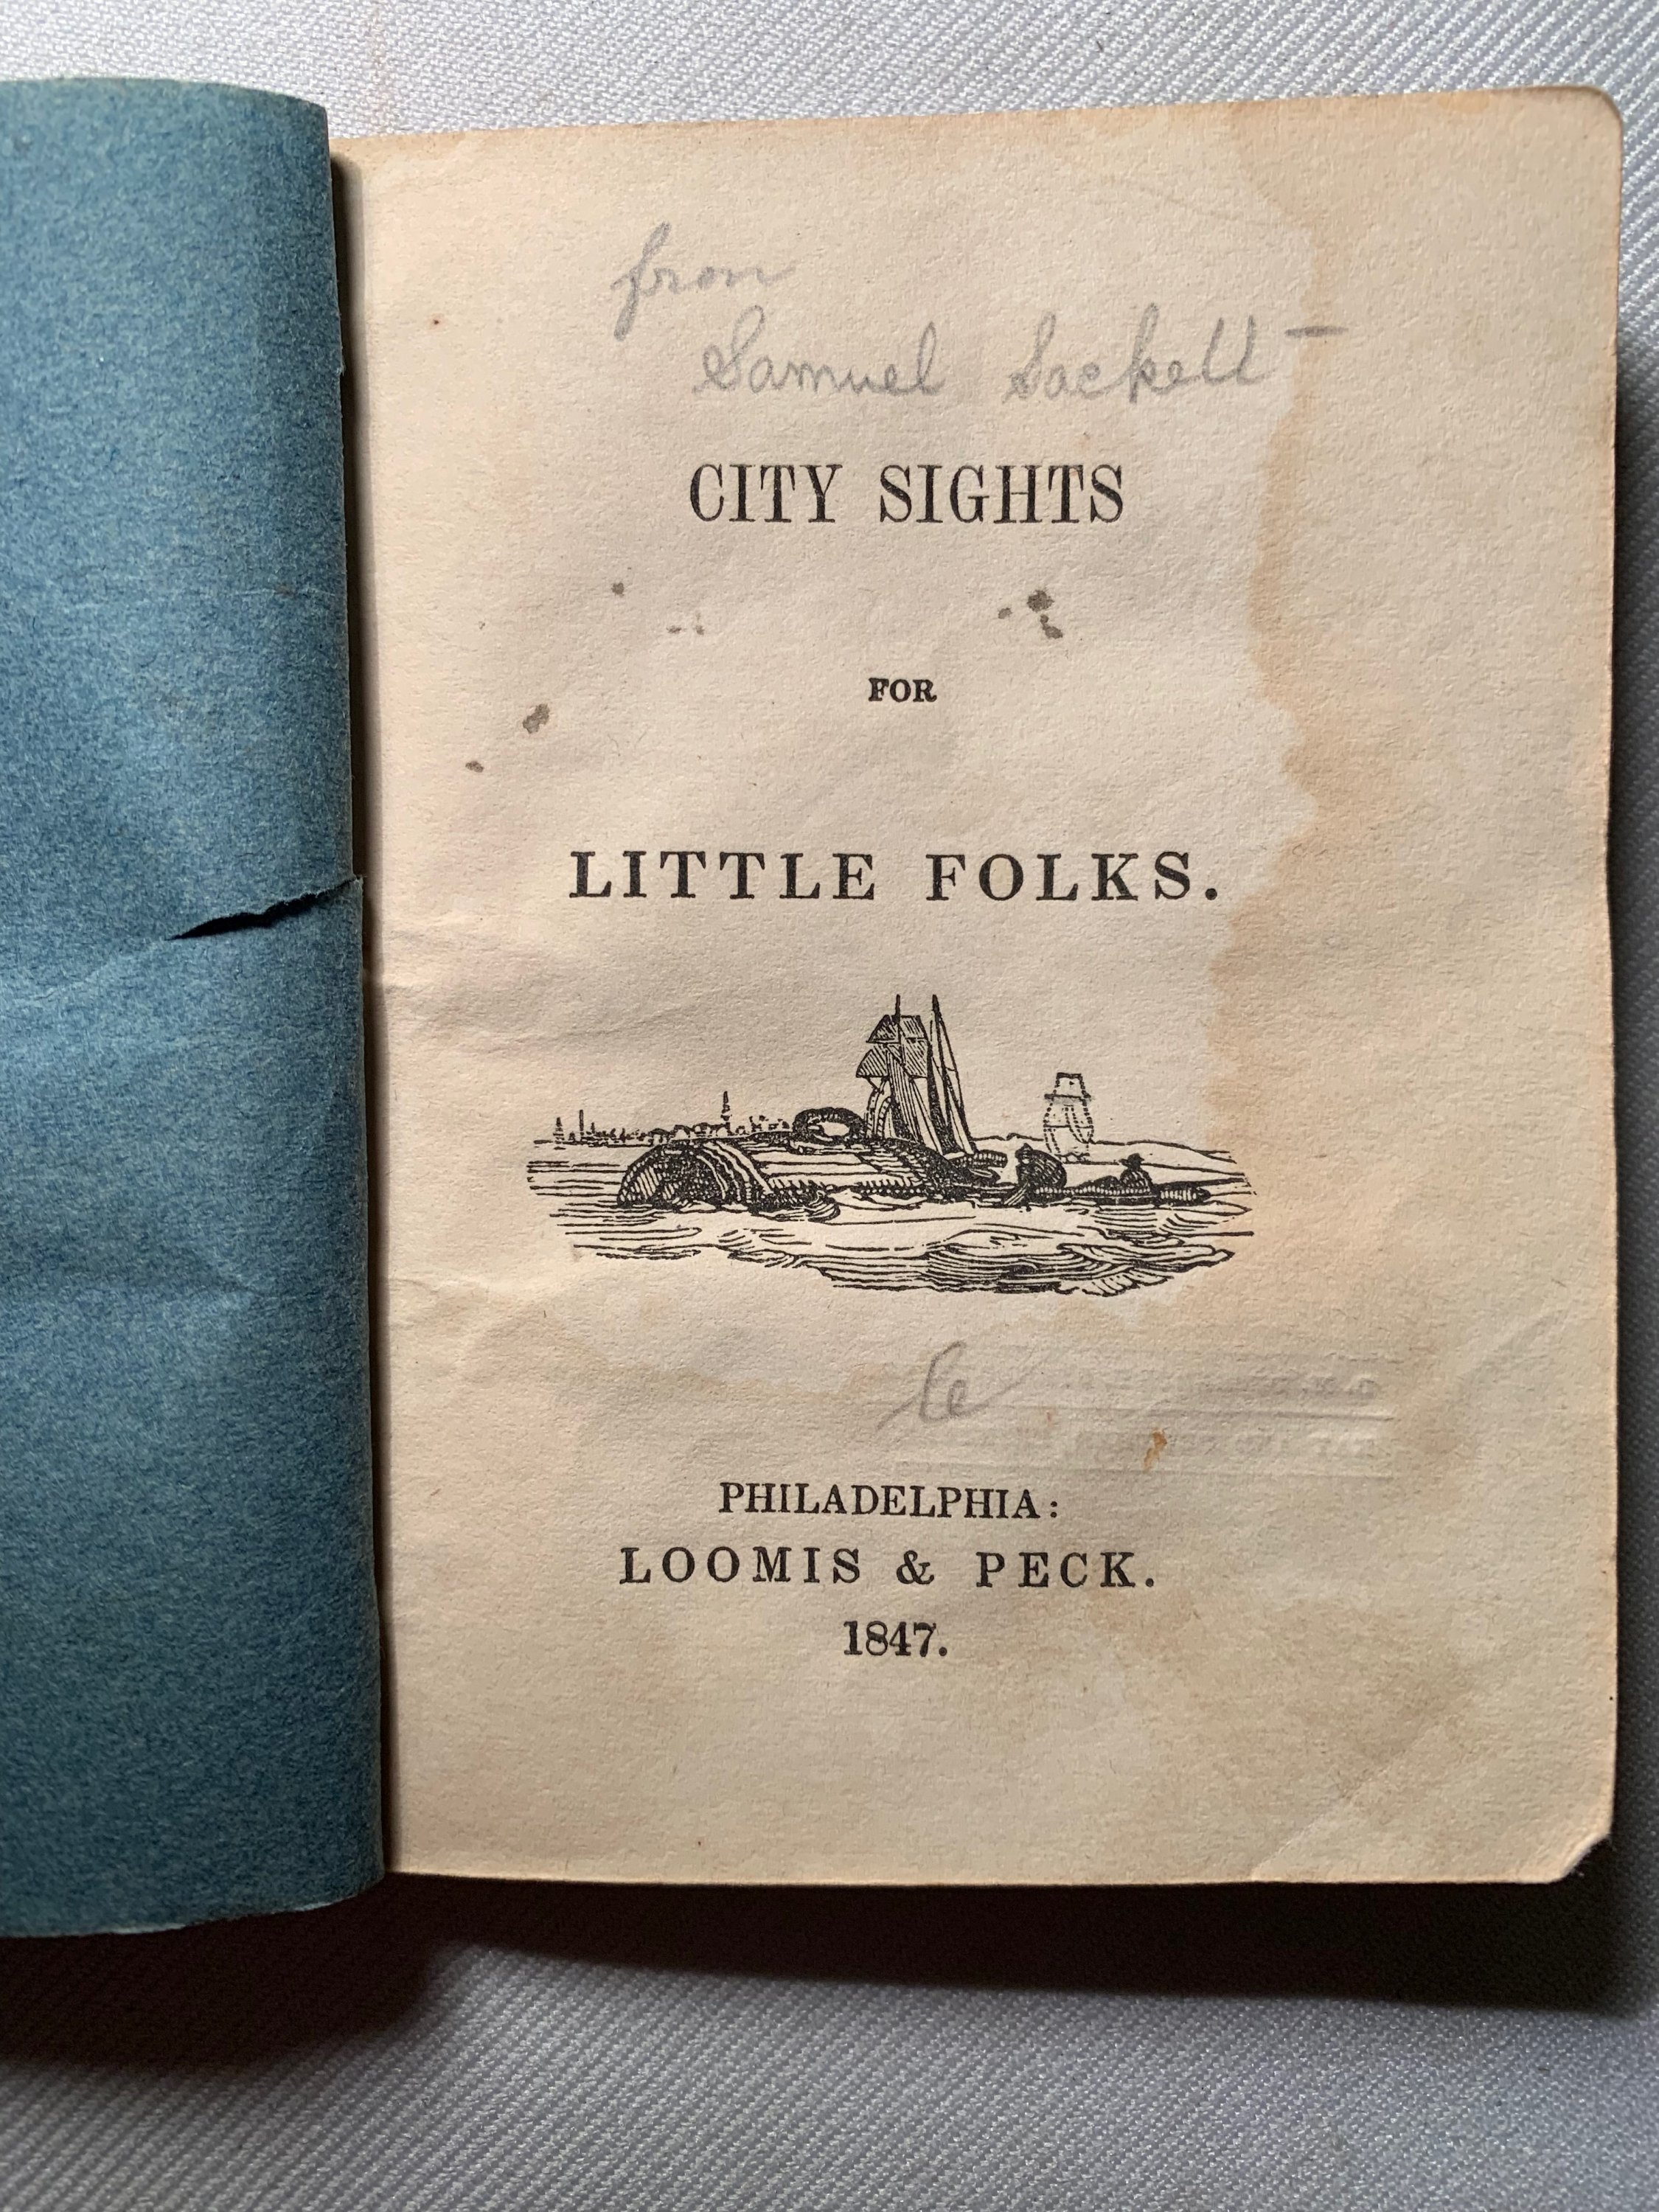 from
Samuel Sackett
CITY SIGHTS
FOR
LITTLE FOLKS.
PHILADELPHIA:
LOOMIS & PECK.
1847.